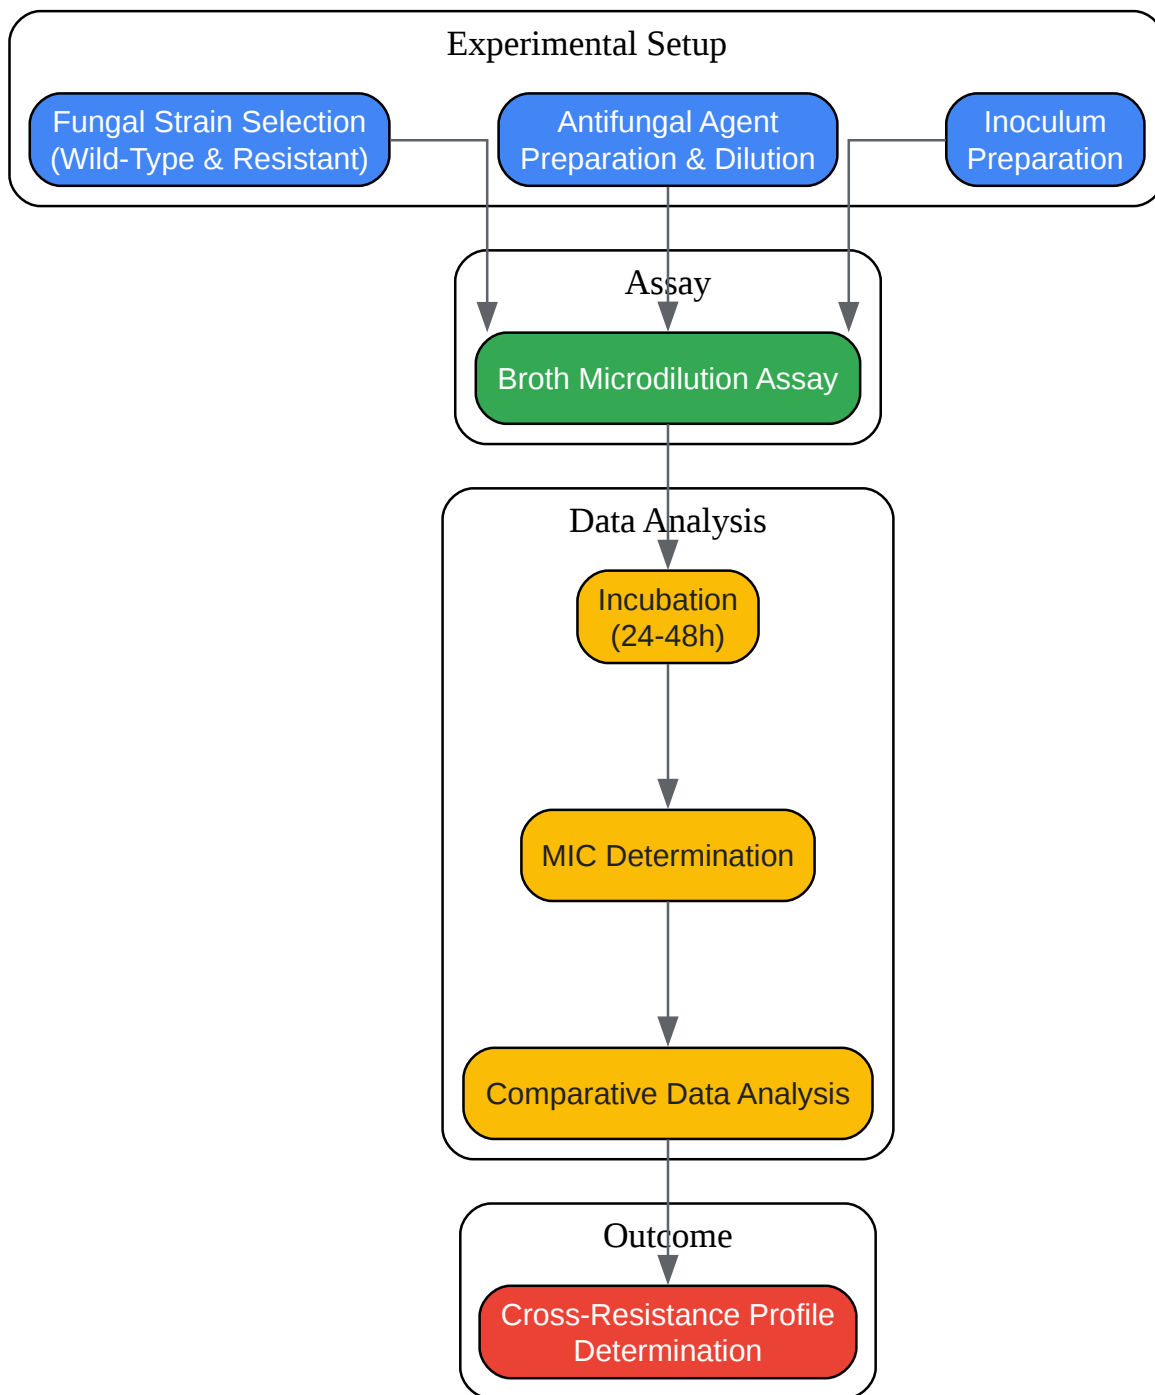 Experimental Setup
Fungal Strain Selection
(Wild-Type & Resistant)
Antifungal Agent
Preparation & Dilution
Inoculum
Preparation
Assay
Broth Microdilution Assay
Data Analysis
Incubation
(24-48h)
MIC Determination
Comparative Data Analysis
Outcome
Cross-Resistance Profile
Determination